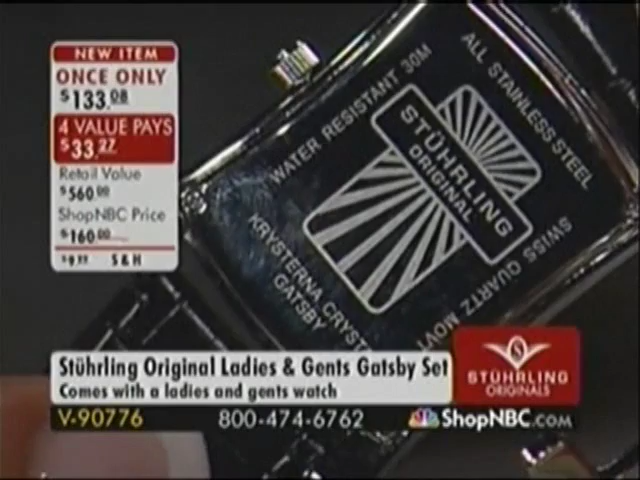 NEW ITEM
ONCE ONLY
$133.08
4 VALUE PAYS
$33.27
Retail Value
$560.00
ShopNBC Price
$160.00
S & H
WATER RESISTANT 30M
ALL STAINLESS STEEL
STÜHRLING
ORIGINAL
KRYSTERNA CRYST
GATSBY
SWISS QUARTZ MOVT
Stührling Original Ladies & Gents Gatsby Set
Comes with a ladies and gents watch
S
STÜHRLING
ORIGINALS
V-90776
800-474-6762
ShopNBC.COM